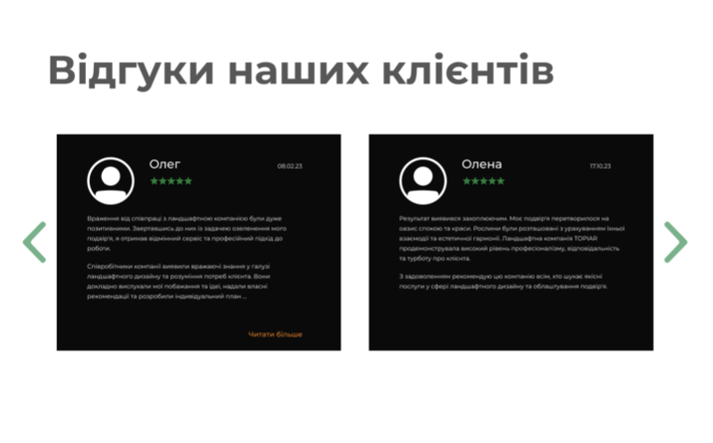 Відгуки наших клієнтів
Олег
08.02.23
Враження від співпраці з ландшафтною компанією були дуже
позитивними. Звертавшись до них із задачею озеленення мого
подвір'я, я отримав відмінний сервіс та професійний підхід до
роботи.
Співробітники компанії виявили вражаючі знання у галузі
ландшафтного дизайну та розуміння потреб клієнта. Вони
докладно вислухали мої побажання та ідеї, надали власні
рекомендації та розробили індивідуальний план ...
Читати більше
Олена
17.10.23
Результат виявився захоплюючим. Моє подвір'я перетворилося на
оазис спокою та краси. Рослини були розташовані з урахуванням їхньої
взаємодії та естетичної гармонії. Ландшафтна компанія TOPIAR
продемонструвала високий рівень професіоналізму, відповідальність
та турботу про клієнта.
З задоволенням рекомендую цю компанію всім, хто шукає якісні
послуги у сфері ландшафтного дизайну та облаштування подвір'я.